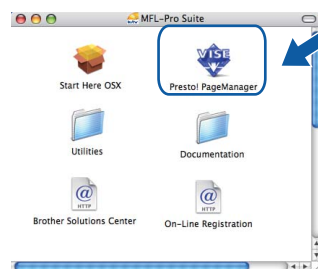 MFL-Pro Suite
VISE
Start Here OSX
Presto! PageManager
Utilities
Documentation
@
HTTP
@
HTTP
Brother Solutions Center
On-Line Registration